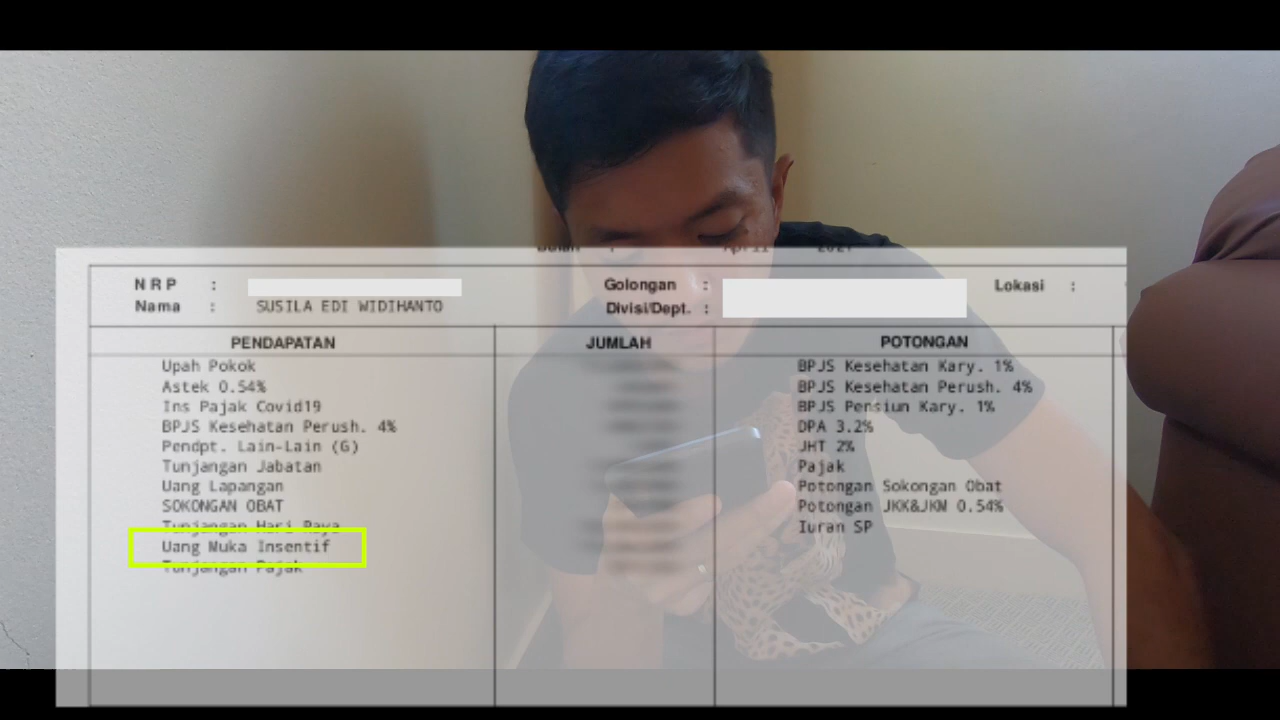 Bulan : April 2021
N R P :
Golongan :
Lokasi :
Nama : SUSILA EDI WIDIHANTO
Divisi/Dept. :
PENDAPATAN JUMLAH POTONGAN
Upah Pokok BPJS Kesehatan Kary. 1%
Astek 0.54% BPJS Kesehatan Perush. 4%
Ins Pajak Covid19 BPJS Pensiun Kary. 1%
BPJS Kesehatan Perush. 4% DPA 3.2%
Pendpt. Lain-Lain (G) JHT 2%
Tunjangan Jabatan Pajak
Uang Lapangan Potongan Sokongan Obat
SOKONGAN OBAT Potongan JKK&JKM 0.54%
Tunjangan Hari Raya Iuran SP
Uang Muka Insentif
Tunjangan Pajak